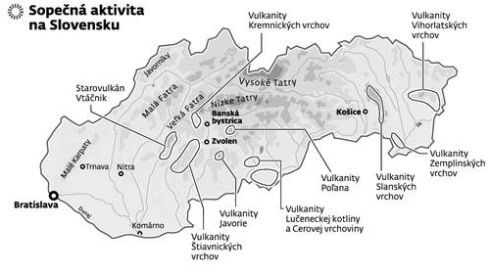 Sopečná aktivita
na Slovensku
Vulkanity
Kremnických vrchov
Vulkanity
Vihorlatských
vrchov
Starovulkán
Vtáčnik
Javorníky
Malá Fatra
Veľká Fatra
Vysoké Tatry
Nízke Tatry
Banská
bystrica
Košice
Zvolen
Malé Karpaty
Trnava
Nitra
Bratislava
Dunaj
Komárno
Vulkanity
Štiavnických
vrchov
Vulkanity
Javorie
Vulkanity
Lučeneckej kotliny
a Cerovej vrchoviny
Vulkanity
Poľana
Vulkanity
Slanských
vrchov
Vulkanity
Zemplínskych
vrchov